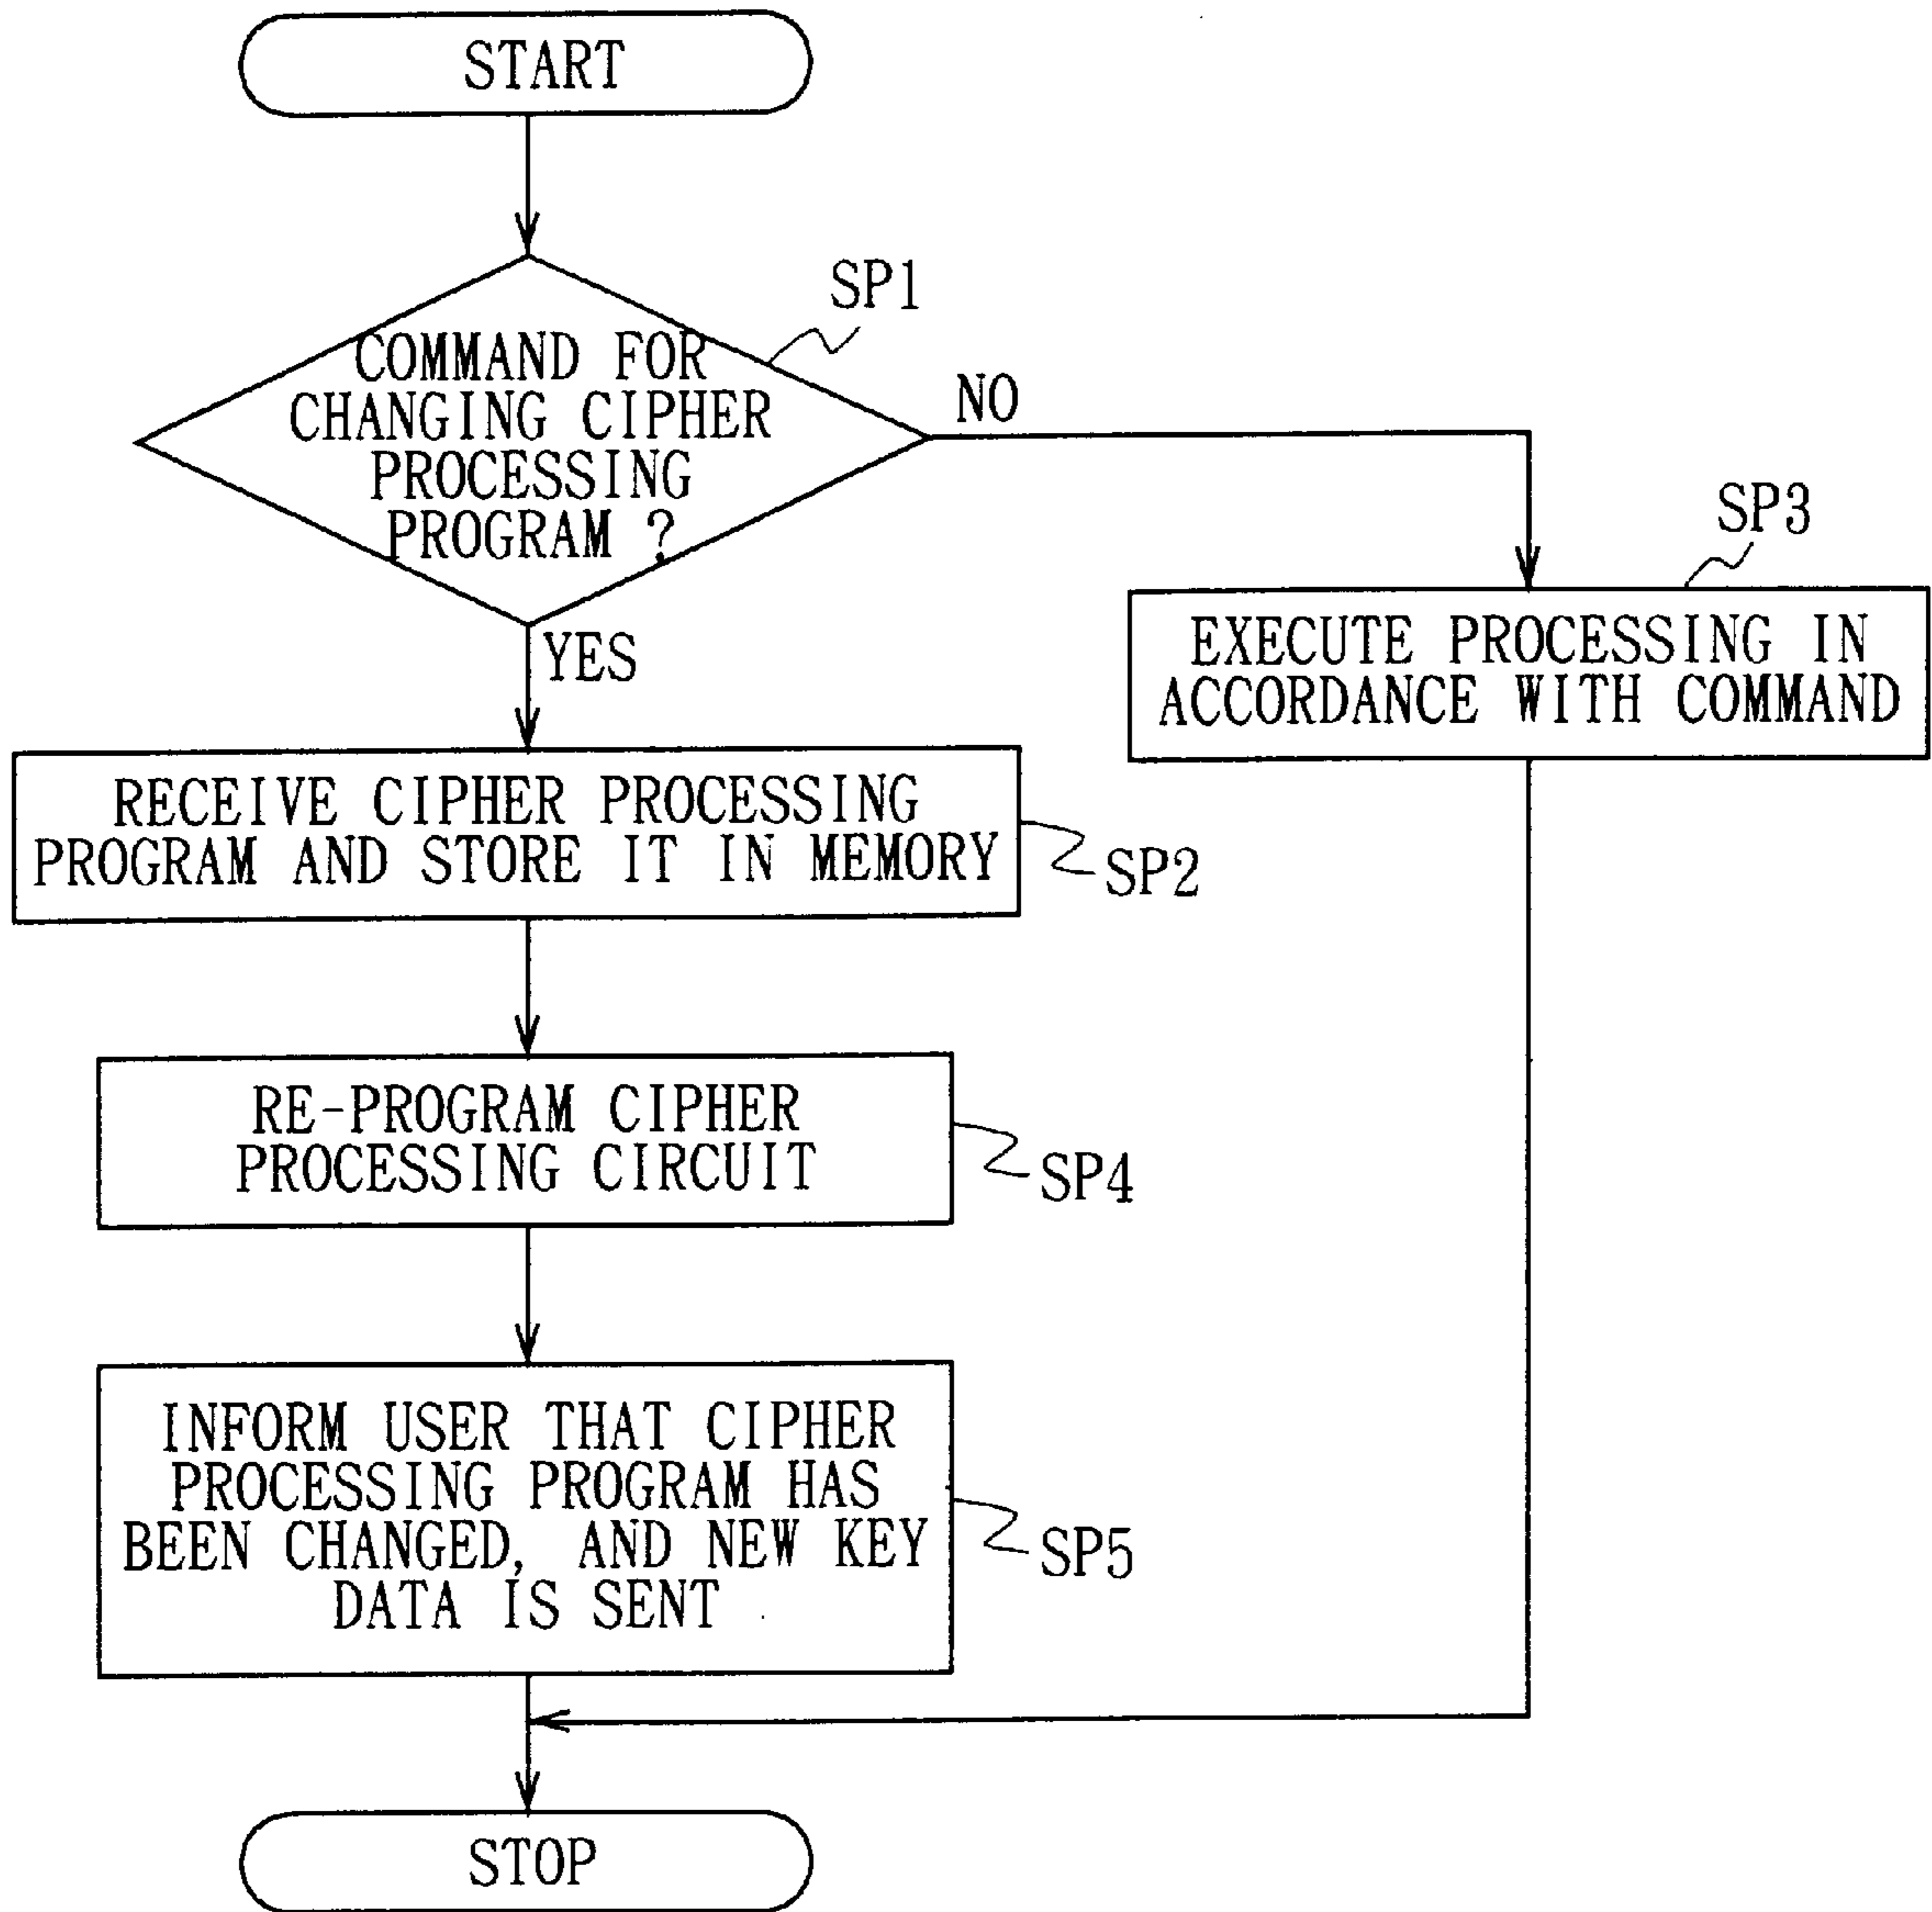 START
SP1
COMMAND FOR
CHANGING CIPHER
PROCESSING
PROGRAM ?
NO
YES
SP3
EXECUTE PROCESSING IN
ACCORDANCE WITH COMMAND
RECEIVE CIPHER PROCESSING
PROGRAM AND STORE IT IN MEMORY
SP2
RE-PROGRAM CIPHER
PROCESSING CIRCUIT
SP4
INFORM USER THAT CIPHER
PROCESSING PROGRAM HAS
BEEN CHANGED, AND NEW KEY
DATA IS SENT
SP5
STOP